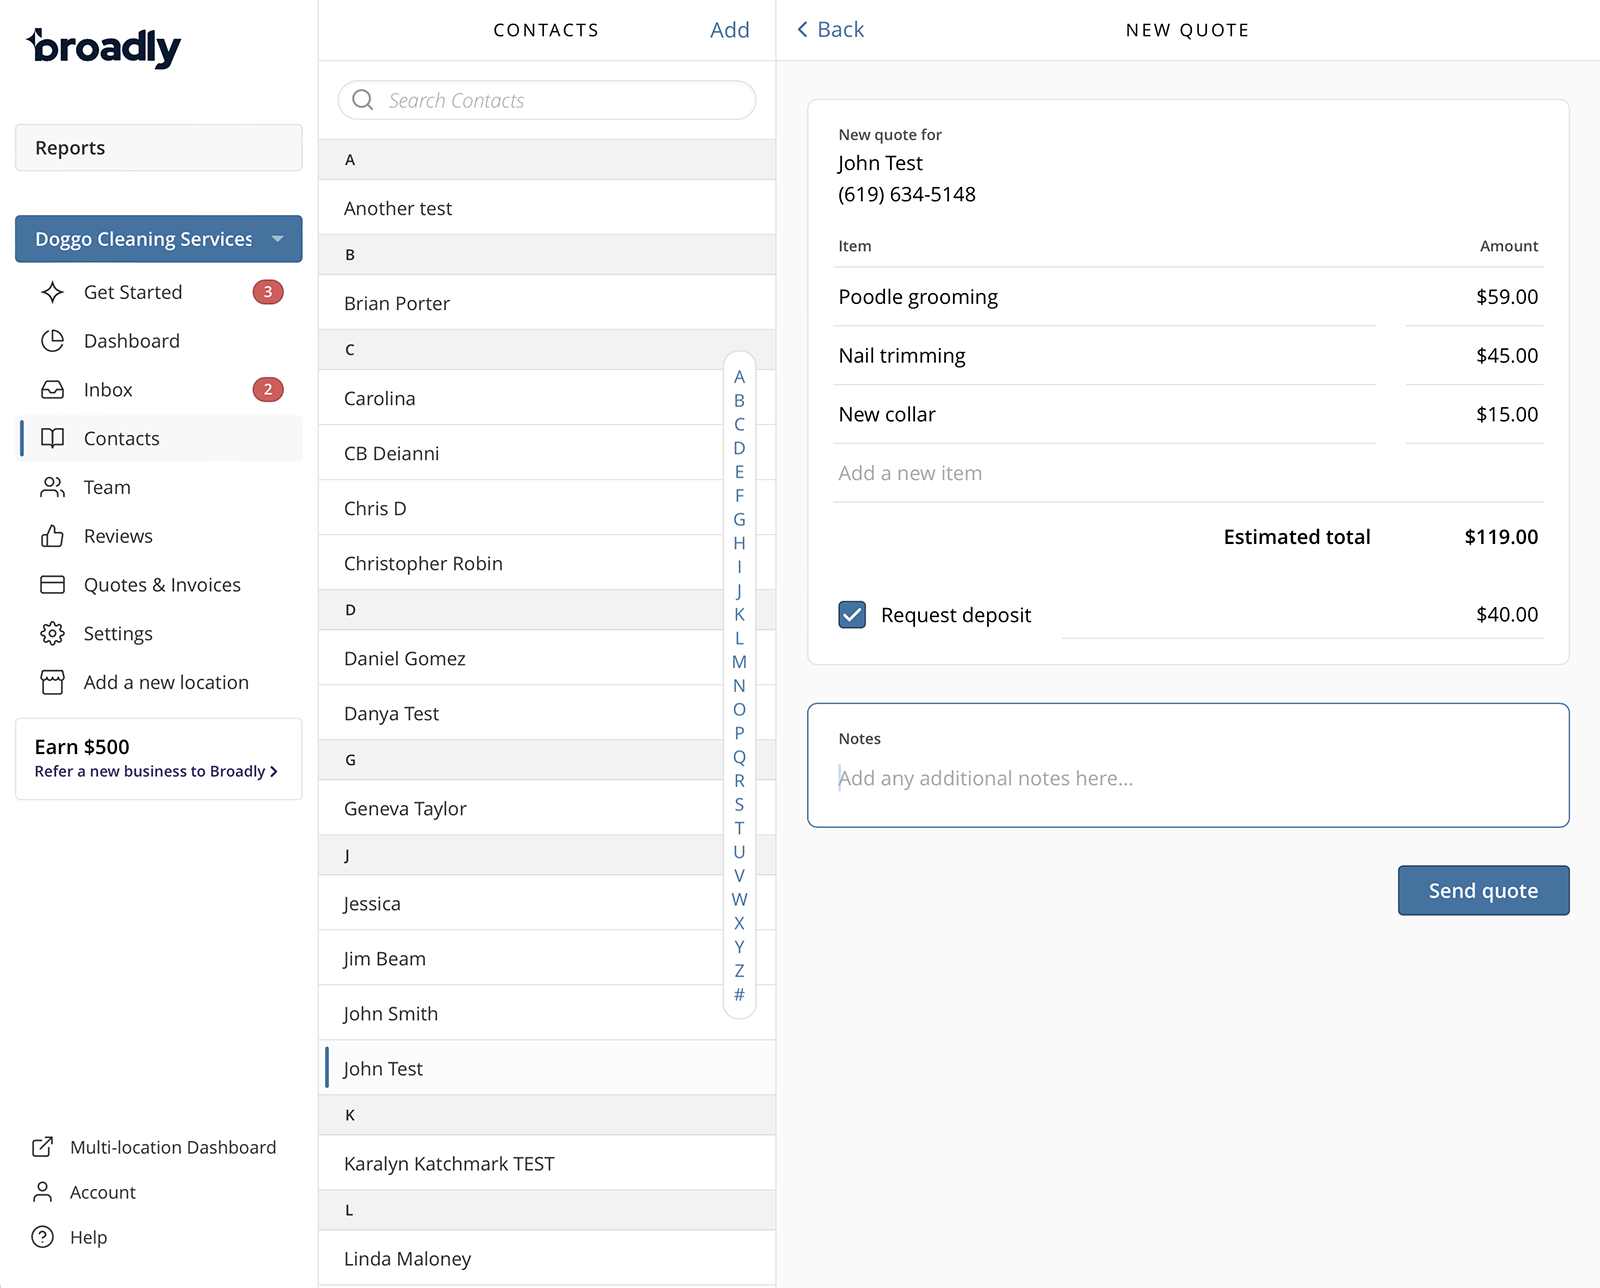 broadly
Reports
Doggo Cleaning Services
Get Started 3
Dashboard
Inbox 2
Contacts
Team
Reviews
Quotes & Invoices
Settings
Add a new location
Earn $500
Refer a new business to Broadly
Multi-location Dashboard
Account
Help
CONTACTS Add
Search Contacts
A
Another test
B
Brian Porter
C
Carolina
CB Deianni
Chris D
Christopher Robin
D
Daniel Gomez
Danya Test
G
Geneva Taylor
J
Jessica
Jim Beam
John Smith
John Test
K
Karalyn Katchmark TEST
L
Linda Maloney
A
B
C
D
E
F
G
H
I
J
K
L
M
N
O
P
Q
R
S
T
U
V
W
X
Y
Z
#
Back NEW QUOTE
New quote for
John Test
(619) 634-5148
Item Amount
Poodle grooming $59.00
Nail trimming $45.00
New collar $15.00
Add a new item
Estimated total $119.00
Request deposit $40.00
Notes
Add any additional notes here...
Send quote